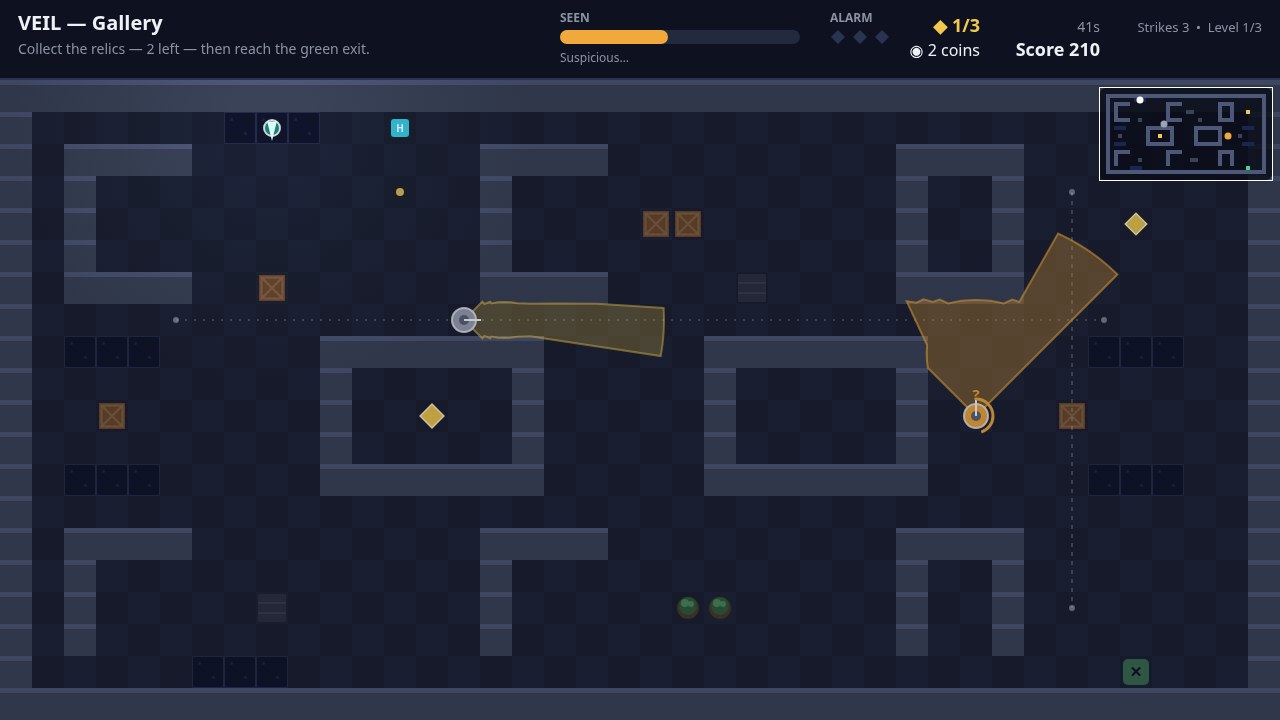 VEIL — Gallery
Collect the relics — 2 left — then reach the green exit.
SEEN
Suspicious...
ALARM
◆ 1/3
◉ 2 coins
41s
Score 210
Strikes 3 • Level 1/3
H
?
✕